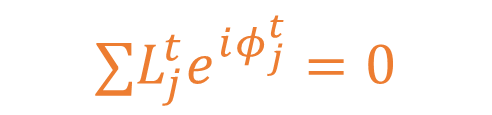 ∑L_j^t e^{iϕ_j^t} = 0